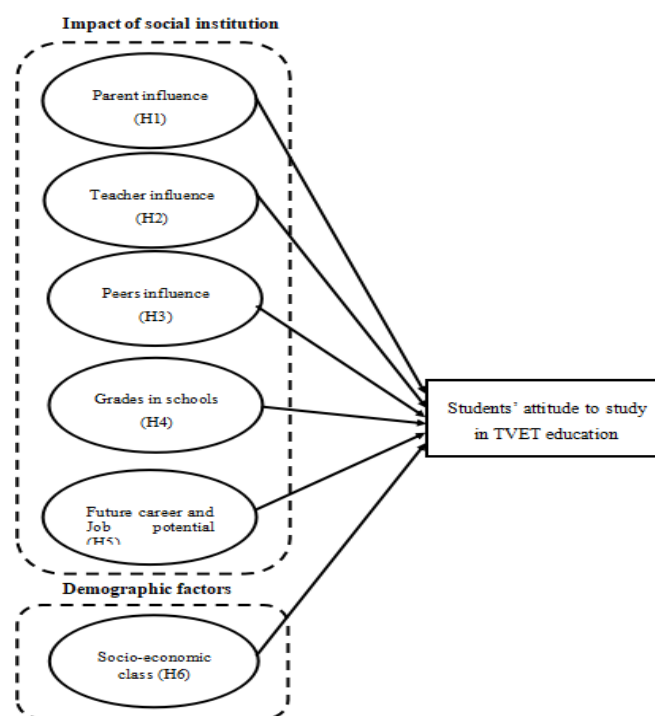 Impact of social institution
Parent influence
(H1)
Teacher influence
(H2)
Peers influence
(H3)
Grades in schools
(H4)
Future career and
Job potential
(H5)
Demographic factors
Socio-economic
class (H6)
Students’ attitude to study
in TVET education